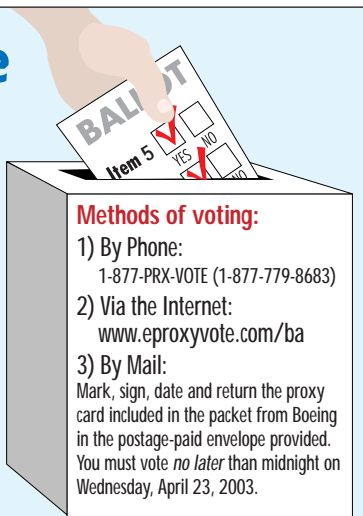 e
BALLOT
Item 5
YES NO
NO
Methods of voting:
1) By Phone:
1-877-PRX-VOTE (1-877-779-8683)
2) Via the Internet:
www.eproxyvote.com/ba
3) By Mail:
Mark, sign, date and return the proxy
card included in the packet from Boeing
in the postage-paid envelope provided.
You must vote no later than midnight on
Wednesday, April 23, 2003.